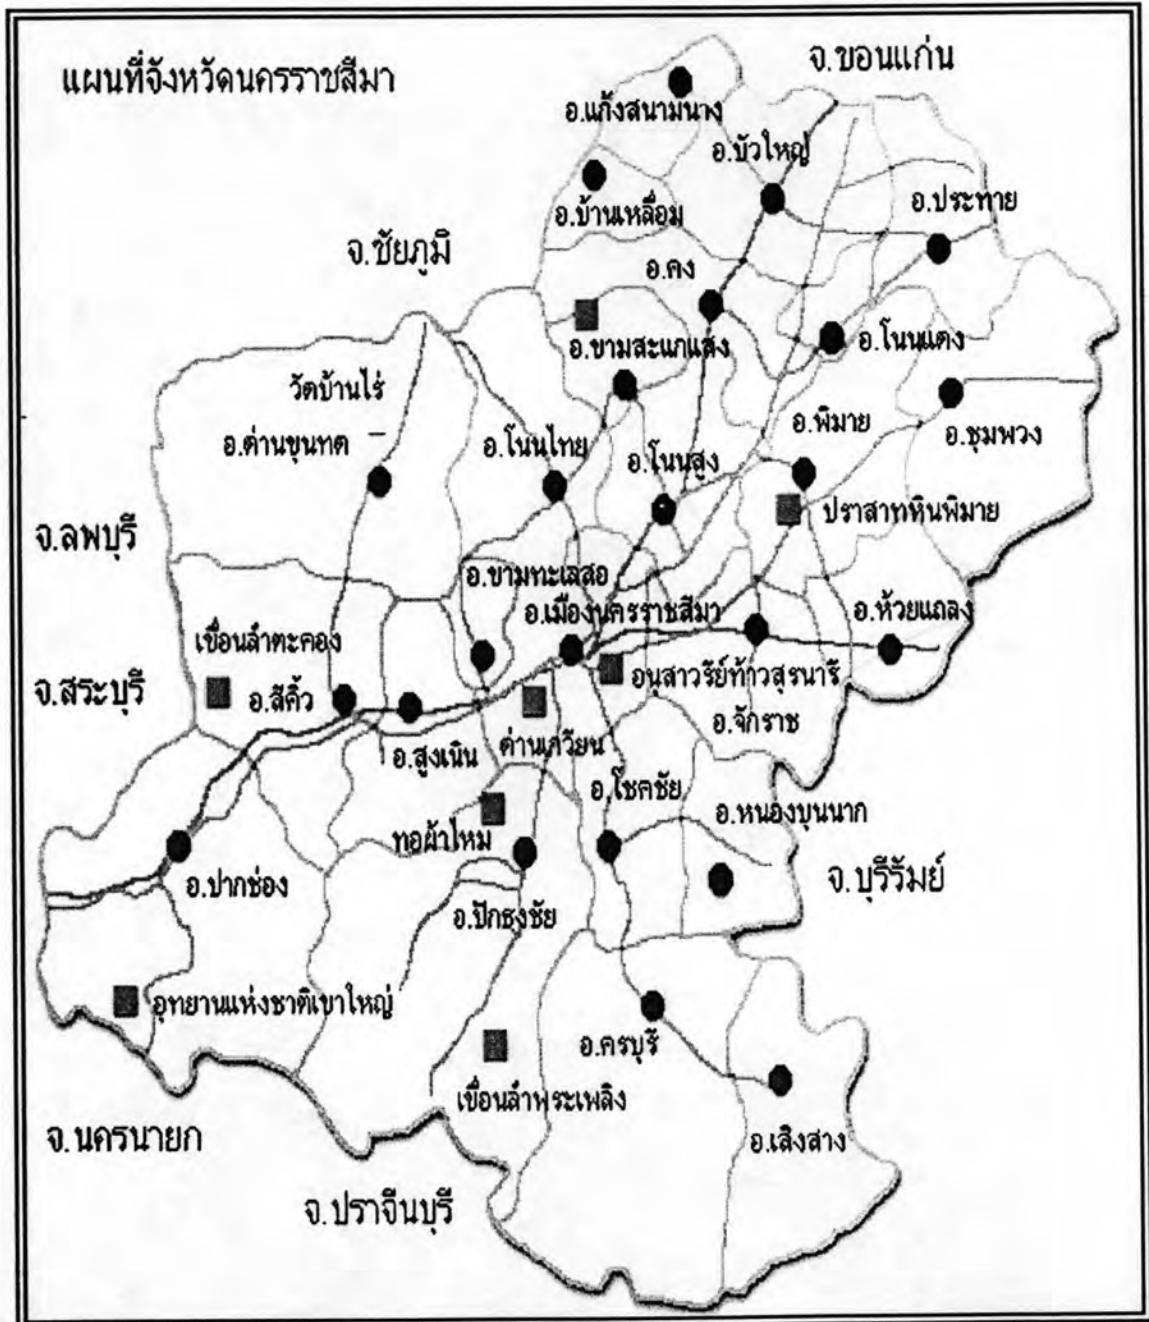 แผนที่จังหวัดนครราชสีมา
จ.ขอนแก่น
อ.แก้งสนามนาง
อ.บัวใหญ่
อ.ประทาย
อ.บ้านเหลื่อม
จ.ชัยภูมิ
อ.คง
อ.ขามสะแกแสง
อ.โนนแดง
วัดบ้านไร่
อ.ด่านขุนทด
อ.โนนไทย
อ.โนนสูง
อ.พิมาย
อ.ชุมพวง
ปราสาทหินพิมาย
จ.ลพบุรี
อ.ขามทะเลสอ
อ.เมืองนครราชสีมา
อ.ห้วยแถลง
เขื่อนลำตะคอง
จ.สระบุรี
อ.สีคิ้ว
อนุสาวรีย์ท้าวสุรนารี
อ.จักราช
อ.สูงเนิน
ด่านเกวียน
อ.โชคชัย
อ.หนองบุนนาก
ทอผ้าไหม
อ.ปากช่อง
จ.บุรีรัมย์
อ.ปักธงชัย
อุทยานแห่งชาติเขาใหญ่
อ.ครบุรี
เขื่อนลำพระเพลิง
จ.นครนายก
อ.เสิงสาง
จ.ปราจีนบุรี